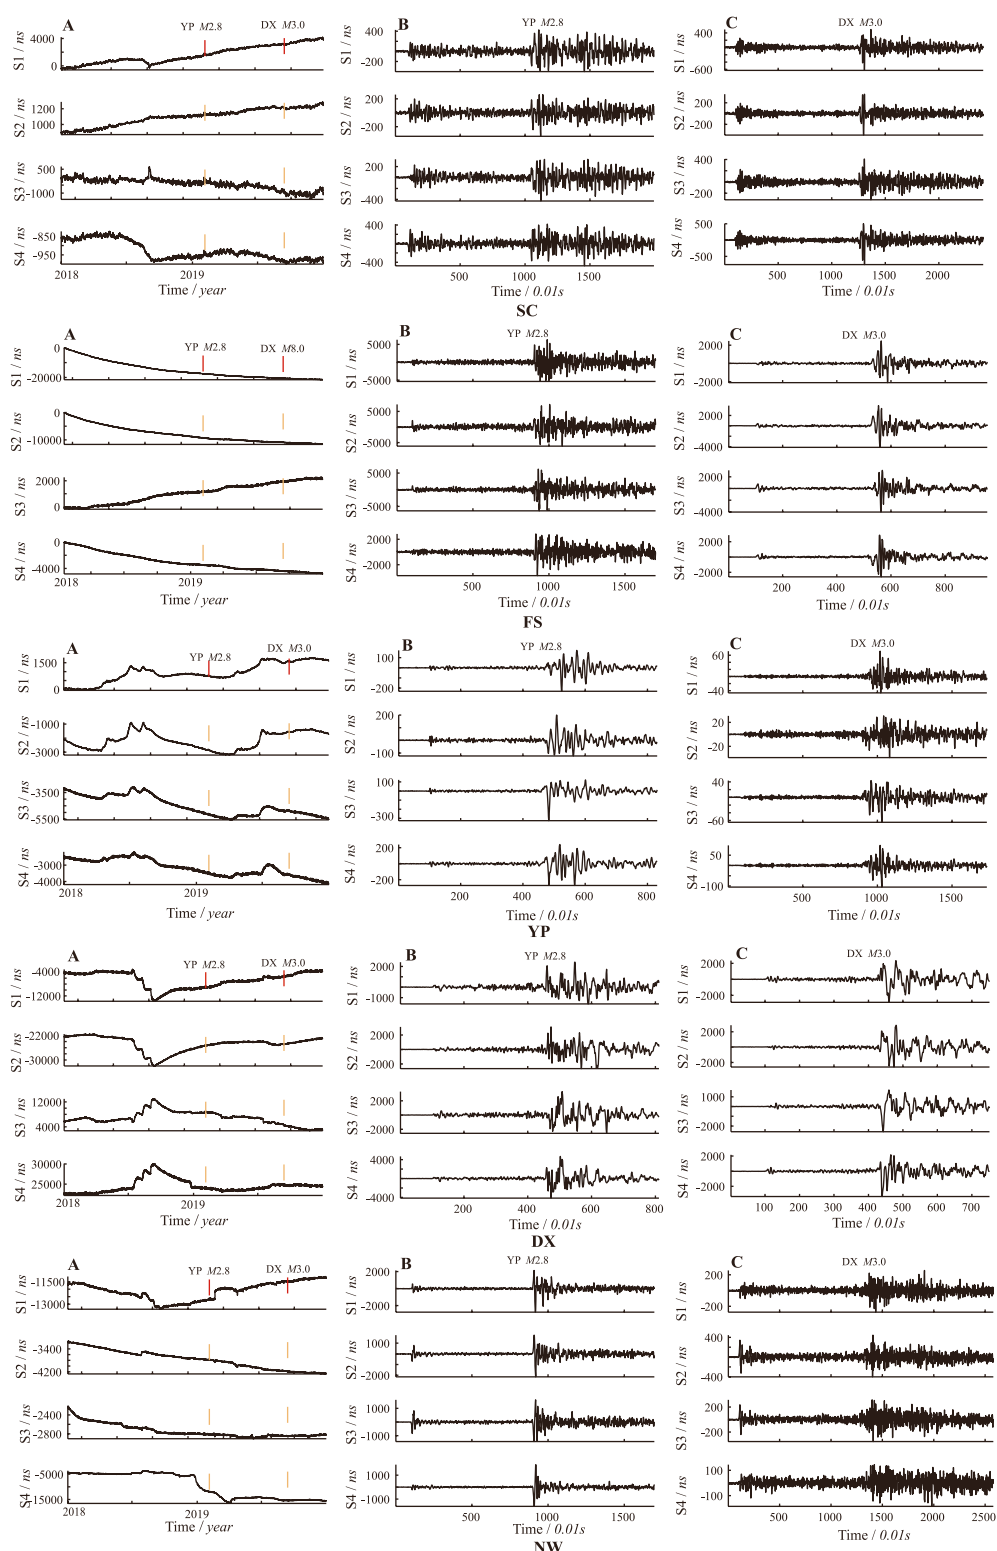 A
B
C
YP M2.8
DX M3.0
YP M2.8
DX M3.0
S1 / ns
4000
0
S1 / ns
400
-200
S1 / ns
400
-600
S2 / ns
1200
1000
S2 / ns
200
-200
S2 / ns
200
-200
S3 / ns
500
-1000
S3 / ns
200
-400
S3 / ns
400
-200
S4 / ns
-850
-950
S4 / ns
400
-400
S4 / ns
500
-500
2018
2019
500
1000
1500
500
1000
1500
2000
Time / year
Time / 0.01s
Time / 0.01s
SC
A
B
C
YP M2.8
DX M8.0
YP M2.8
DX M3.0
S1 / ns
0
-20000
S1 / ns
5000
-5000
S1 / ns
2000
-2000
S2 / ns
0
-10000
S2 / ns
5000
-5000
S2 / ns
2000
-4000
S3 / ns
2000
0
S3 / ns
5000
-5000
S3 / ns
2000
-4000
S4 / ns
0
-4000
S4 / ns
2000
-2000
S4 / ns
2000
-2000
2018
2019
500
1000
1500
200
400
600
800
Time / year
Time / 0.01s
Time / 0.01s
FS
A
B
C
YP M2.8
DX M3.0
YP M2.8
DX M3.0
S1 / ns
1500
0
S1 / ns
100
-200
S1 / ns
60
-40
S2 / ns
-1000
-3000
S2 / ns
200
-100
S2 / ns
20
-20
S3 / ns
-3500
-5500
S3 / ns
100
-300
S3 / ns
40
-60
S4 / ns
-3000
-4000
S4 / ns
200
-200
S4 / ns
50
-100
2018
2019
200
400
600
800
500
1000
1500
Time / year
Time / 0.01s
Time / 0.01s
YP
A
B
C
YP M2.8
DX M3.0
YP M2.8
DX M3.0
S1 / ns
-4000
-12000
S1 / ns
2000
-1000
S1 / ns
2000
-2000
S2 / ns
-22000
-30000
S2 / ns
2000
-2000
S2 / ns
2000
-2000
S3 / ns
12000
4000
S3 / ns
2000
-2000
S3 / ns
1000
-2000
S4 / ns
30000
25000
S4 / ns
4000
-4000
S4 / ns
2000
-2000
2018
2019
200
400
600
800
100
200
300
400
500
600
700
Time / year
Time / 0.01s
Time / 0.01s
DX
A
B
C
YP M2.8
DX M3.0
YP M2.8
DX M3.0
S1 / ns
-11500
-13000
S1 / ns
2000
-2000
S1 / ns
200
-200
S2 / ns
-3400
-4200
S2 / ns
1000
-2000
S2 / ns
400
-400
S3 / ns
-2400
-2800
S3 / ns
1000
-1000
S3 / ns
200
-200
S4 / ns
-5000
-15000
S4 / ns
1000
-1000
S4 / ns
100
-100
2018
2019
500
1000
1500
500
1000
1500
2000
2500
Time / year
Time / 0.01s
Time / 0.01s
NW